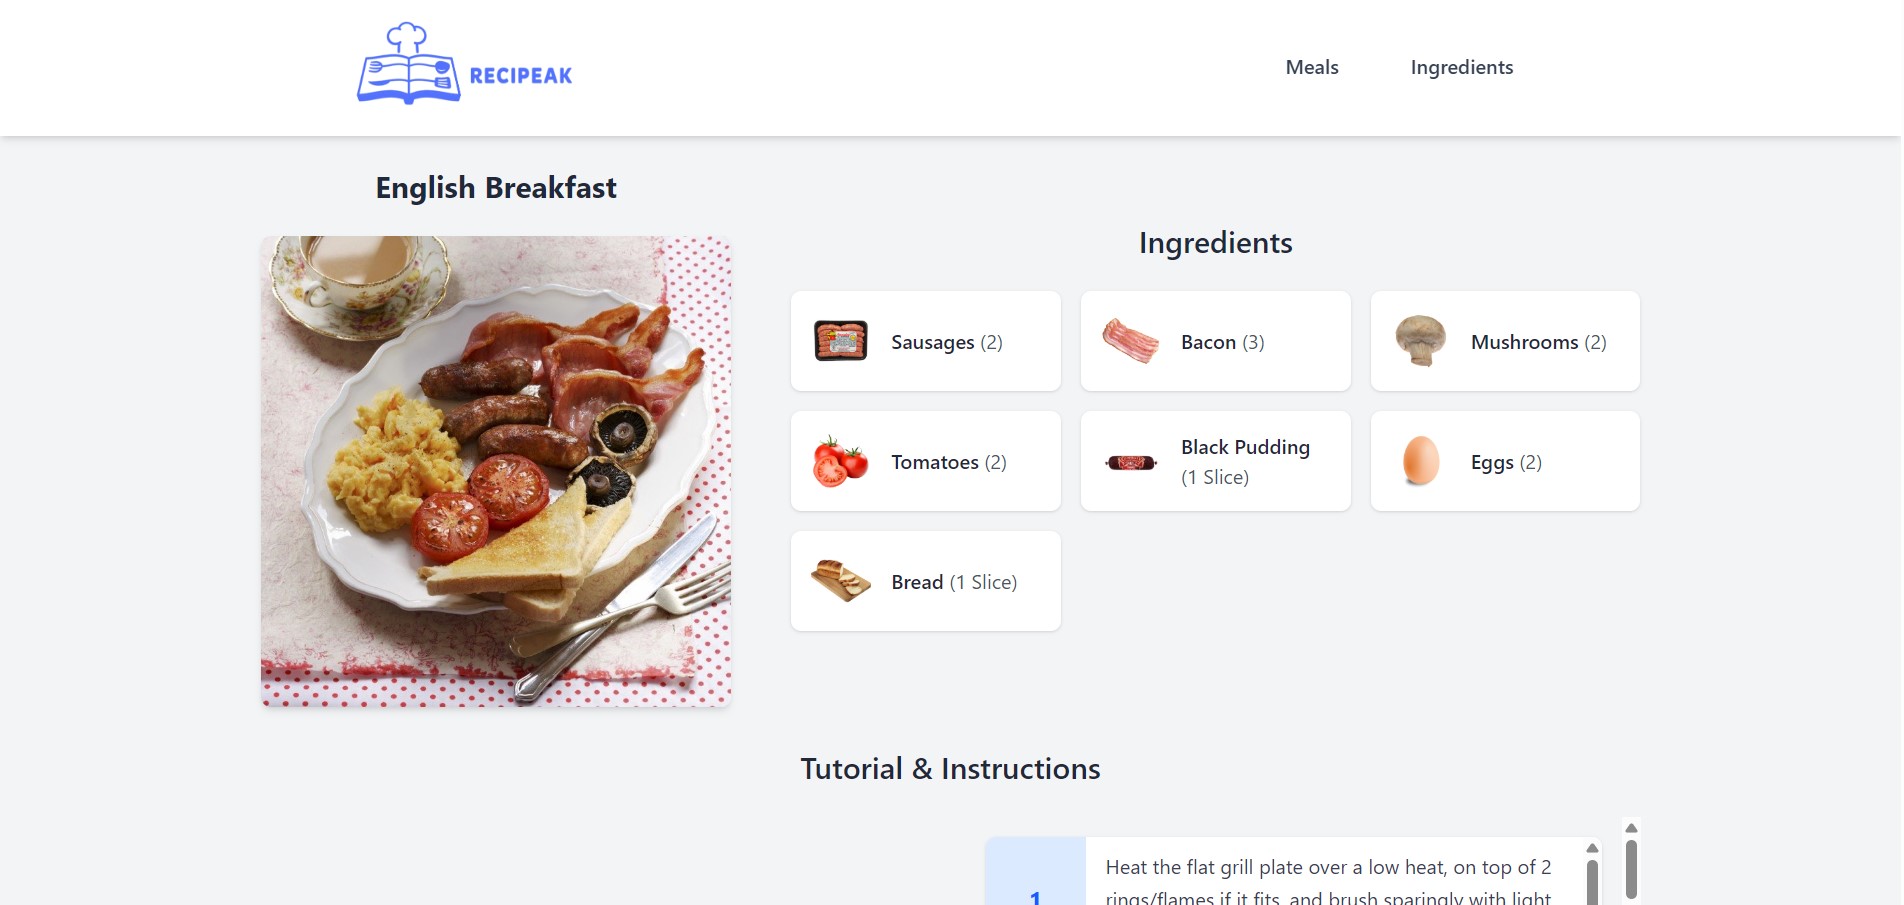 RECIPEAK
Meals
Ingredients
English Breakfast
Ingredients
Sausages (2)
Bacon (3)
Mushrooms (2)
Tomatoes (2)
Black Pudding
(1 Slice)
Eggs (2)
Bread (1 Slice)
Tutorial & Instructions
1
Heat the flat grill plate over a low heat, on top of 2
rings/flames if it fits, and brush sparingly with light